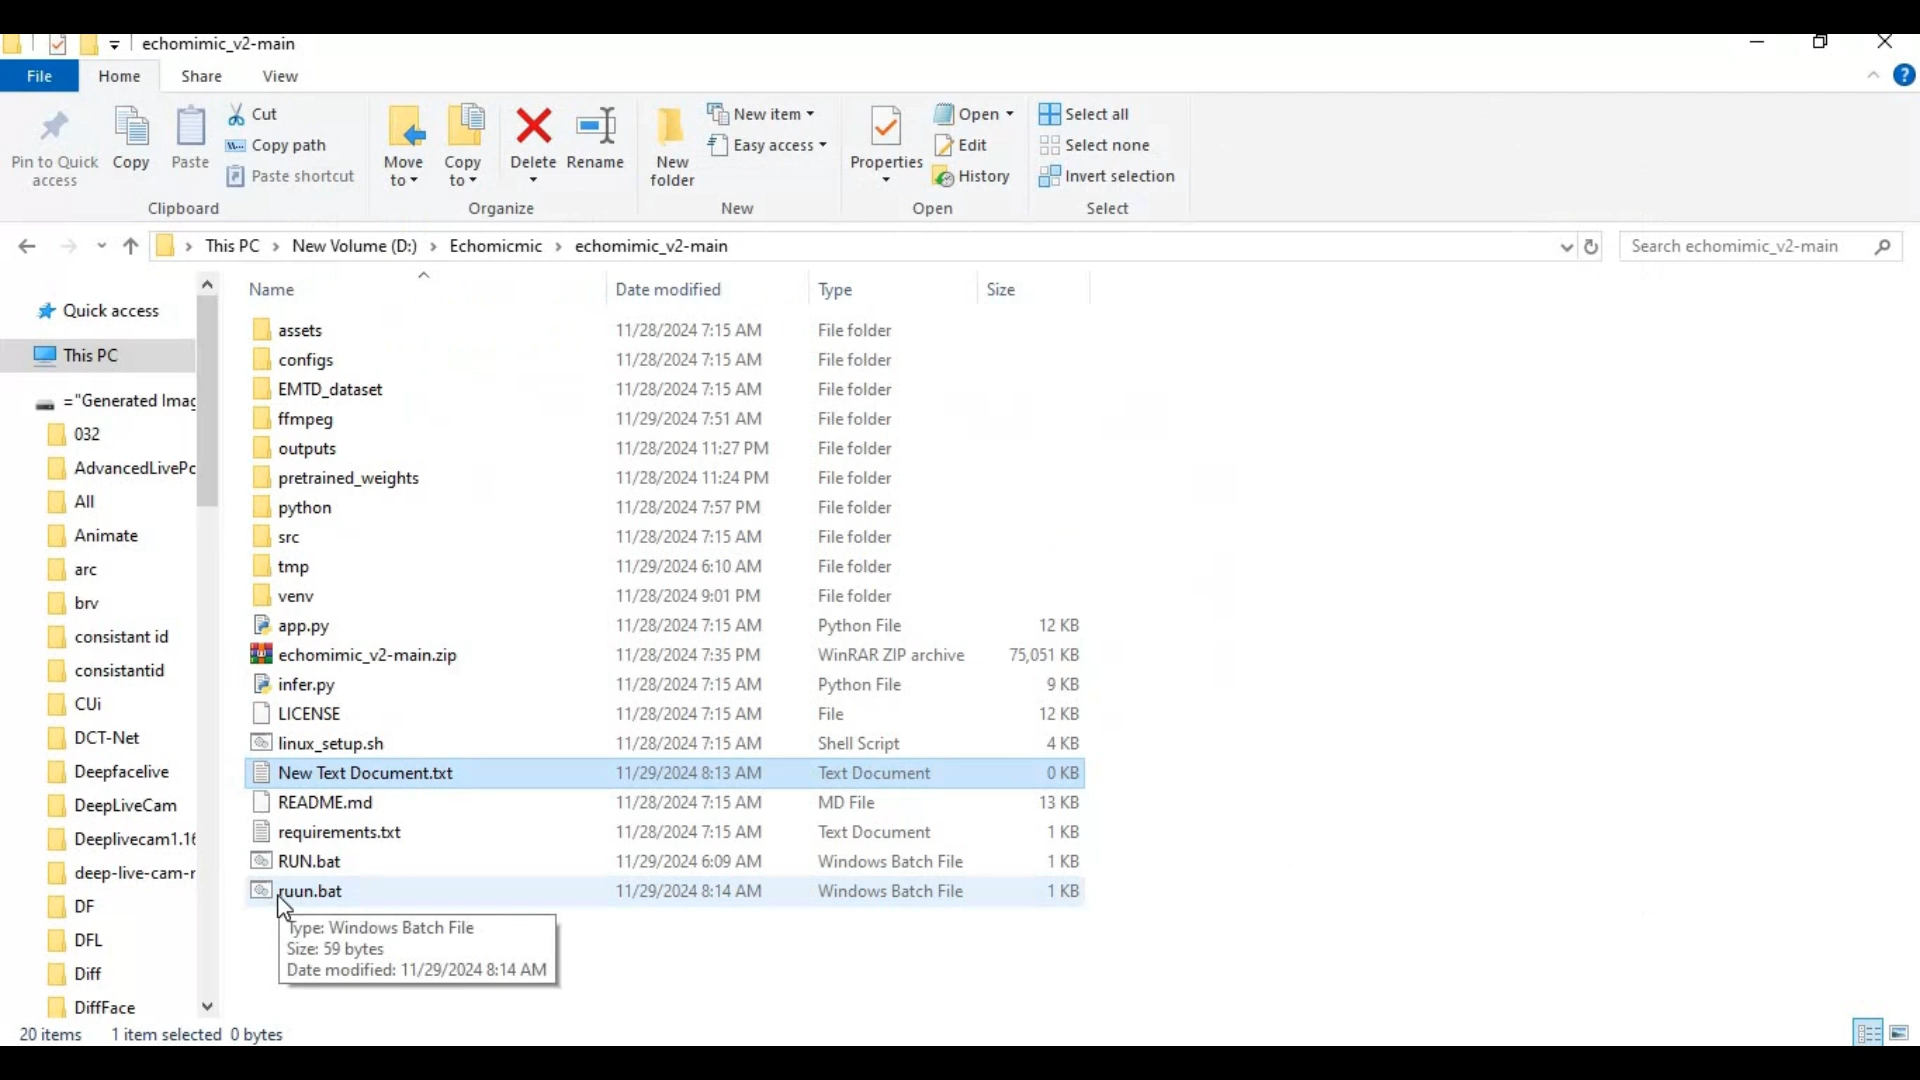 echomimic_v2-main
File Home Share View
Pin to Quick access
Copy
Paste
Cut
Copy path
Paste shortcut
Clipboard
Move to
Copy to
Delete
Rename
Organize
New folder
New item
Easy access
New
Properties
Open
Edit
History
Open
Select all
Select none
Invert selection
Select
This PC New Volume (D:) Echomicmic echomimic_v2-main
Search echomimic_v2-main
Quick access
This PC
="Generated Imag
032
AdvancedLivePo
All
Animate
arc
brv
consistant id
consistantid
CUi
DCT-Net
Deepfacelive
DeepLiveCam
Deeplivecam1.16
deep-live-cam-r
DF
DFL
Diff
DiffFace
Name Date modified Type Size
assets 11/28/2024 7:15 AM File folder
configs 11/28/2024 7:15 AM File folder
EMTD_dataset 11/28/2024 7:15 AM File folder
ffmpeg 11/29/2024 7:51 AM File folder
outputs 11/28/2024 11:27 PM File folder
pretrained_weights 11/28/2024 11:24 PM File folder
python 11/28/2024 7:57 PM File folder
src 11/28/2024 7:15 AM File folder
tmp 11/29/2024 6:10 AM File folder
venv 11/28/2024 9:01 PM File folder
app.py 11/28/2024 7:15 AM Python File 12 KB
echomimic_v2-main.zip 11/28/2024 7:35 PM WinRAR ZIP archive 75,051 KB
infer.py 11/28/2024 7:15 AM Python File 9 KB
LICENSE 11/28/2024 7:15 AM File 12 KB
linux_setup.sh 11/28/2024 7:15 AM Shell Script 4 KB
New Text Document.txt 11/29/2024 8:13 AM Text Document 0 KB
README.md 11/28/2024 7:15 AM MD File 13 KB
requirements.txt 11/28/2024 7:15 AM Text Document 1 KB
RUN.bat 11/29/2024 6:09 AM Windows Batch File 1 KB
ruun.bat 11/29/2024 8:14 AM Windows Batch File 1 KB
Type: Windows Batch File
Size: 59 bytes
Date modified: 11/29/2024 8:14 AM
20 items 1 item selected 0 bytes